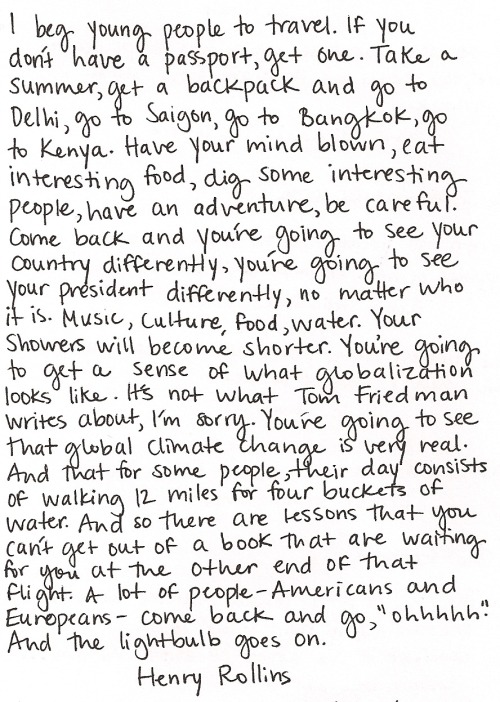 I beg young people to travel. If you
don't have a passport, get one. Take a
summer, get a backpack and go to
Delhi, go to Saigon, go to Bangkok, go
to Kenya. Have your mind blown, eat
interesting food, dig some interesting
people, have an adventure, be careful.
Come back and you're going to see your
country differently, you're going to see
your president differently, no matter who
it is. Music, culture, food, water. Your
showers will become shorter. You're going
to get a sense of what globalization
looks like. It's not what Tom Friedman
writes about, I'm sorry. You're going to see
that global climate change is very real.
And that for some people, their day consists
of walking 12 miles for four buckets of
water. And so there are lessons that you
can't get out of a book that are waiting
for you at the other end of that
flight. A lot of people - Americans and
Europeans - come back and go, "ohhhhh".
And the lightbulb goes on.
Henry Rollins